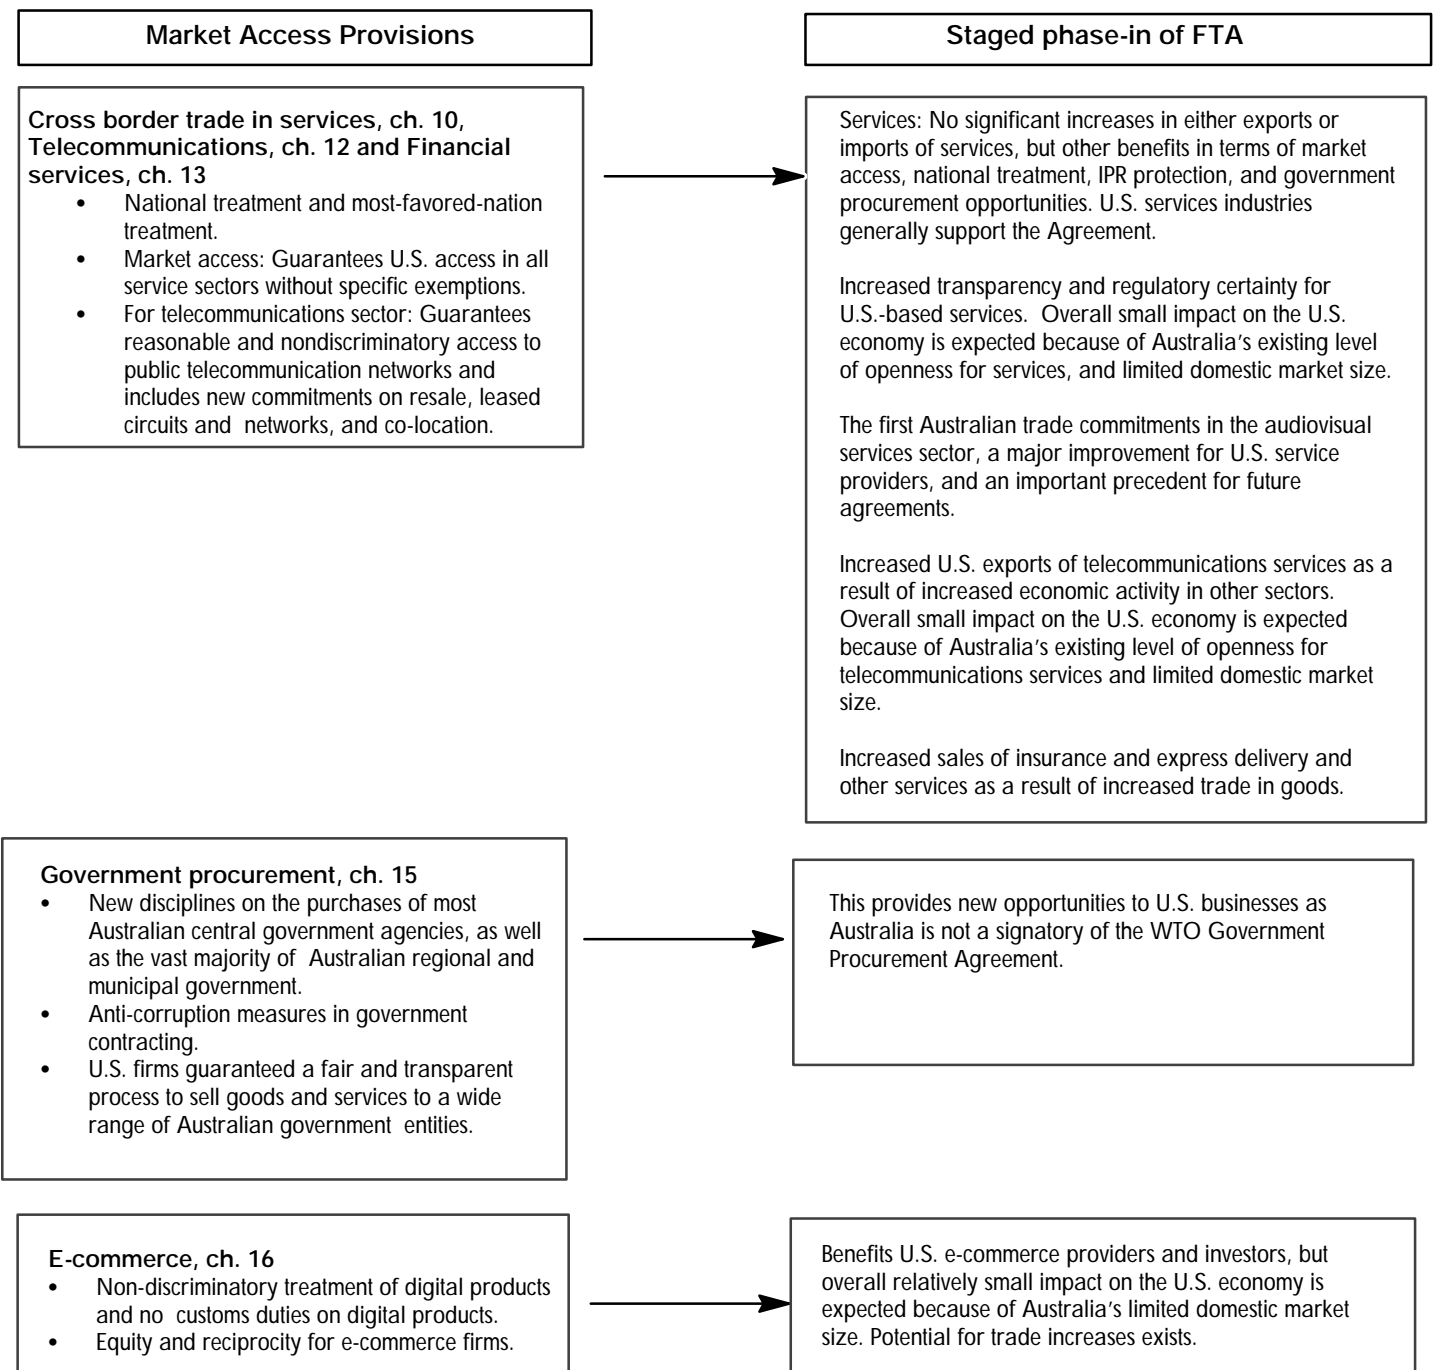 Market Access Provisions
Staged phase-in of FTA
Cross border trade in services, ch. 10,
Telecommunications, ch. 12 and Financial
services, ch. 13
• National treatment and most-favored-nation
treatment.
• Market access: Guarantees U.S. access in all
service sectors without specific exemptions.
• For telecommunications sector: Guarantees
reasonable and nondiscriminatory access to
public telecommunication networks and
includes new commitments on resale, leased
circuits and networks, and co-location.
Services: No significant increases in either exports or
imports of services, but other benefits in terms of market
access, national treatment, IPR protection, and government
procurement opportunities. U.S. services industries
generally support the Agreement.
Increased transparency and regulatory certainty for
U.S.-based services. Overall small impact on the U.S.
economy is expected because of Australia's existing level
of openness for services, and limited domestic market size.
The first Australian trade commitments in the audiovisual
services sector, a major improvement for U.S. service
providers, and an important precedent for future
agreements.
Increased U.S. exports of telecommunications services as a
result of increased economic activity in other sectors.
Overall small impact on the U.S. economy is expected
because of Australia's existing level of openness for
telecommunications services and limited domestic market
size.
Increased sales of insurance and express delivery and
other services as a result of increased trade in goods.
Government procurement, ch. 15
• New disciplines on the purchases of most
Australian central government agencies, as well
as the vast majority of Australian regional and
municipal government.
• Anti-corruption measures in government
contracting.
• U.S. firms guaranteed a fair and transparent
process to sell goods and services to a wide
range of Australian government entities.
This provides new opportunities to U.S. businesses as
Australia is not a signatory of the WTO Government
Procurement Agreement.
E-commerce, ch. 16
• Non-discriminatory treatment of digital products
and no customs duties on digital products.
• Equity and reciprocity for e-commerce firms.
Benefits U.S. e-commerce providers and investors, but
overall relatively small impact on the U.S. economy is
expected because of Australia's limited domestic market
size. Potential for trade increases exists.